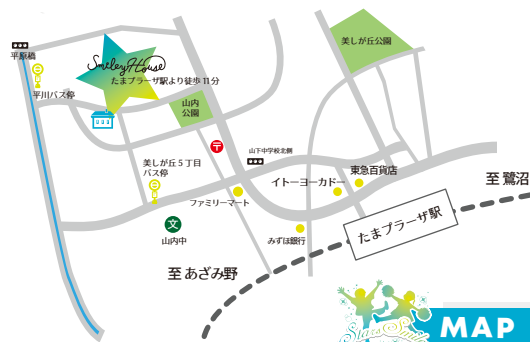 平原橋
Smiley House
たまプラーザ駅より徒歩11分
平川バス停
山内
公園
美しが丘公園
〒
山下中学校北側
美しが丘5丁目
バス停
イトーヨーカドー
東急百貨店
至 鷺沼
ファミリーマート
文
山内中
みずほ銀行
たまプラーザ駅
至 あざみ野
Stars Smile
MAP